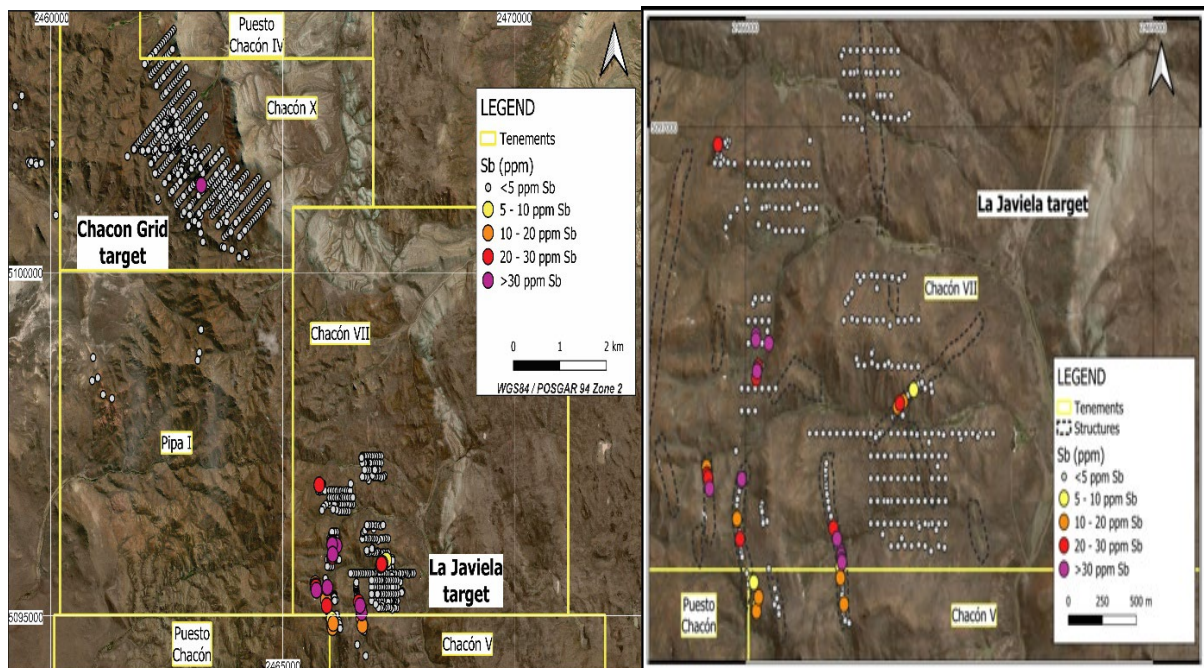 2460000
2470000
Puesto
Chacón IV
Chacón X
LEGEND
Tenements
Sb (ppm)
<5 ppm Sb
5 - 10 ppm Sb
10 - 20 ppm Sb
20 - 30 ppm Sb
>30 ppm Sb
0 1 2 km
WGS84 / POSGAR 94 Zone 2
Chacon Grid
target
5100000
Chacón VII
Pipa I
La Javiela
target
5095000
Puesto
Chacón
2465000
Chacón V
5097000
La Javiela target
Chacón VII
LEGEND
Tenements
Structures
Sb (ppm)
<5 ppm Sb
5 - 10 ppm Sb
10 - 20 ppm Sb
20 - 30 ppm Sb
>30 ppm Sb
0 250 500 m
Puesto
Chacón
Chacón V